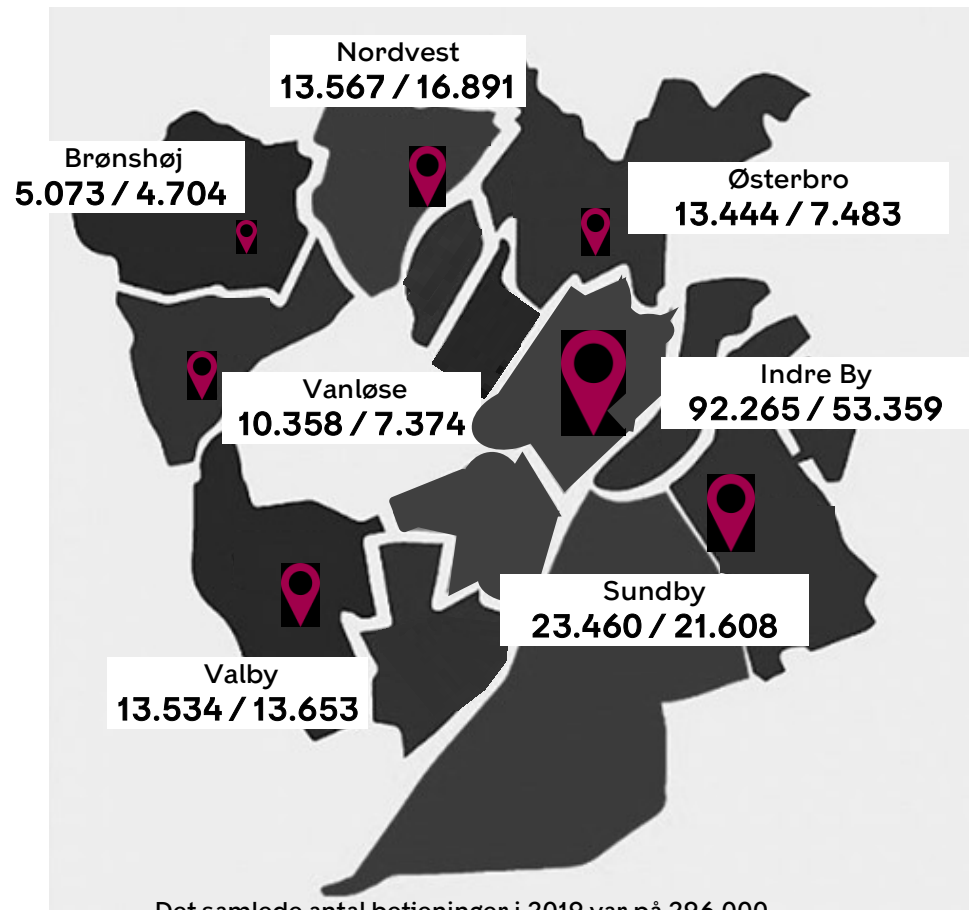 Nordvest
13.567 / 16.891
Brønshøj
5.073 / 4.704
Østerbro
13.444 / 7.483
Indre By
92.265 / 53.359
Vanløse
10.358 / 7.374
Sundby
23.460 / 21.608
Valby
13.534 / 13.653
Det samlede antal betjeninger i 2019 var på 296.000